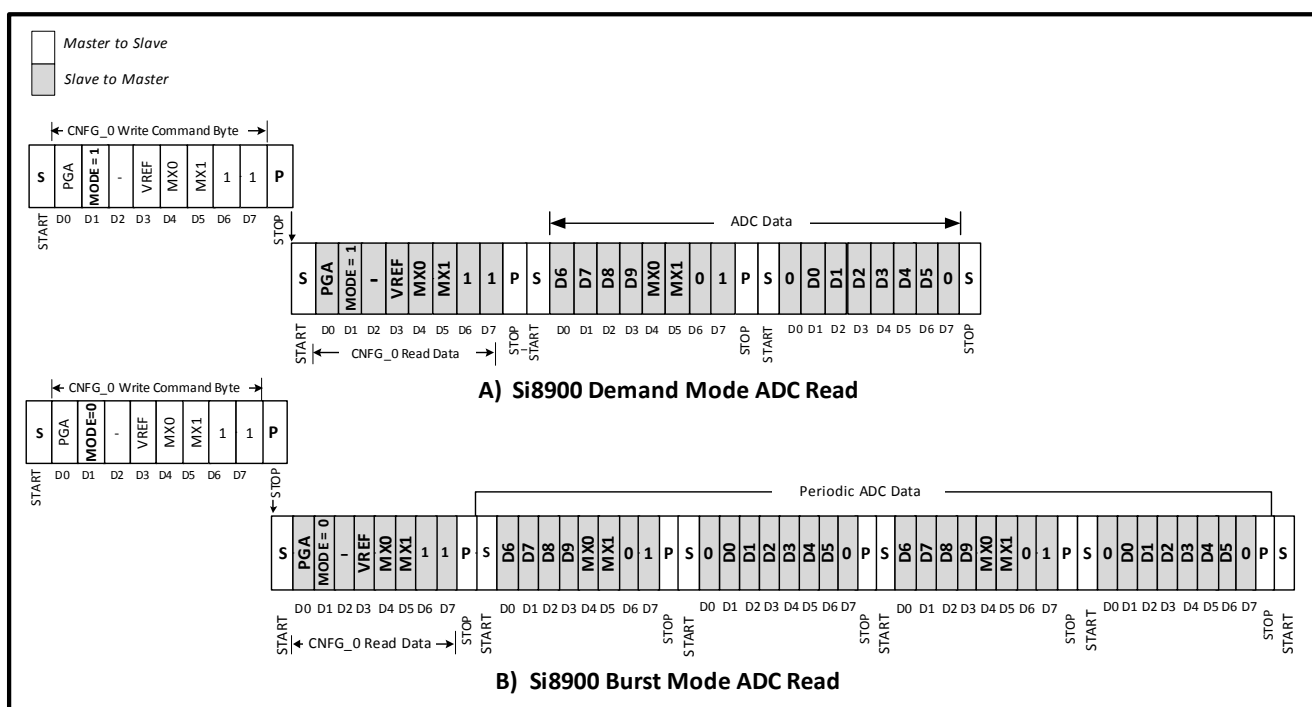 Master to Slave
Slave to Master
CNFG_0 Write Command Byte
S PGA MODE = 1 - VREF MX0 MX1 1 1 P
START D0 D1 D2 D3 D4 D5 D6 D7 STOP
ADC Data
S PGA MODE = 1 - VREF MX0 MX1 1 1 P S D6 D7 D8 D9 MX0 MX1 0 1 P S 0 D0 D1 D2 D3 D4 D5 0 S
START D0 D1 D2 D3 D4 D5 D6 D7 STOP START D0 D1 D2 D3 D4 D5 D6 D7 STOP START D0 D1 D2 D3 D4 D5 D6 D7 STOP
CNFG_0 Read Data
A) Si8900 Demand Mode ADC Read
CNFG_0 Write Command Byte
S PGA MODE=0 - VREF MX0 MX1 1 1 P
START D0 D1 D2 D3 D4 D5 D6 D7 STOP
Periodic ADC Data
S PGA MODE = 0 - VREF MX0 MX1 1 1 P S D6 D7 D8 D9 MX0 MX1 0 1 P S 0 D0 D1 D2 D3 D4 D5 0 P S D6 D7 D8 D9 MX0 MX1 0 1 P S 0 D0 D1 D2 D3 D4 D5 0 P S
START D0 D1 D2 D3 D4 D5 D6 D7 STOP START D0 D1 D2 D3 D4 D5 D6 D7 STOP START D0 D1 D2 D3 D4 D5 D6 D7 STOP START D0 D1 D2 D3 D4 D5 D6 D7 STOP START D0 D1 D2 D3 D4 D5 D6 D7 STOP START
CNFG_0 Read Data
B) Si8900 Burst Mode ADC Read